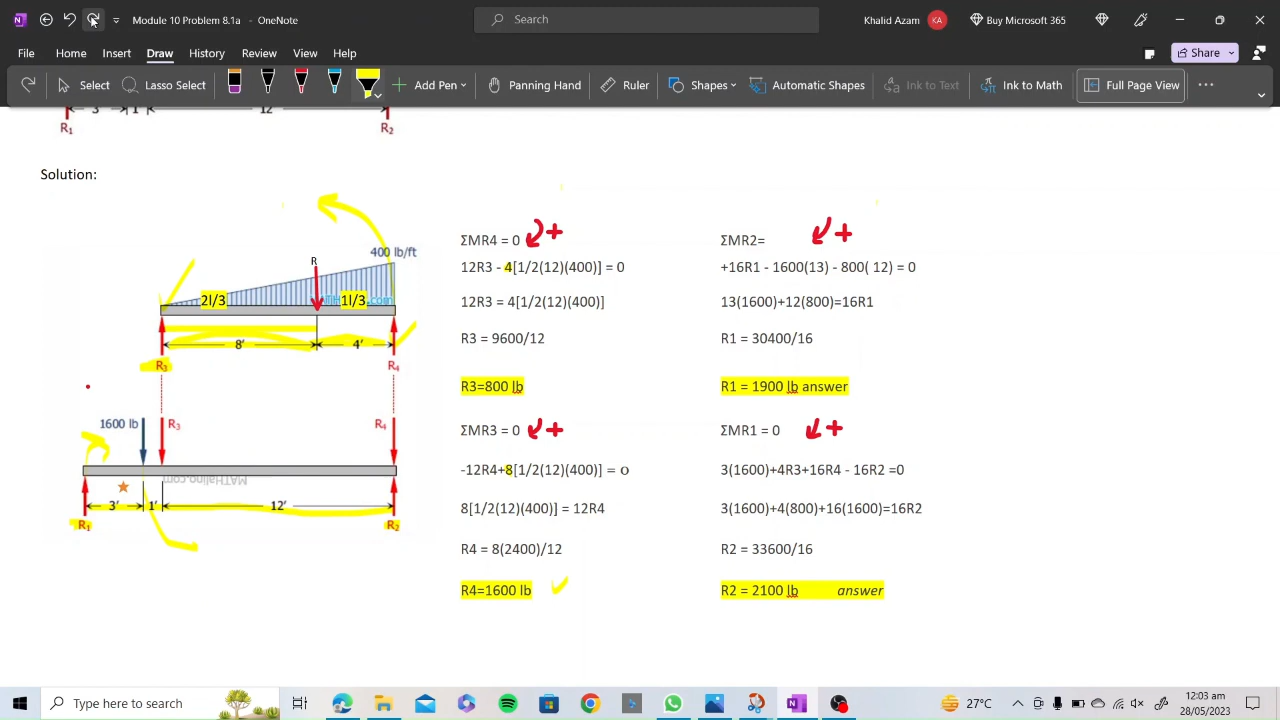 Module 10 Problem 8.1a - OneNote
Search
Khalid Azam
KA
Buy Microsoft 365
File Home Insert Draw History Review View Help
Share
Select
Lasso Select
Add Pen
Panning Hand
Ruler
Shapes
Automatic Shapes
Ink to Text
Ink to Math
Full Page View
3 1 12
R1 R2
Solution:
400 lb/ft
R
2l/3 1l/3 .com
8' 4'
R3 R4
1600 lb R3 R4
MATHalino.com
3' 1' 12'
R1 R2
ΣMR4 = 0 +
12R3 - 4[1/2(12)(400)] = 0
12R3 = 4[1/2(12)(400)]
R3 = 9600/12
R3=800 lb
ΣMR3 = 0 +
-12R4+8[1/2(12)(400)] = o
8[1/2(12)(400)] = 12R4
R4 = 8(2400)/12
R4=1600 lb
ΣMR2= +
+16R1 - 1600(13) - 800( 12) = 0
13(1600)+12(800)=16R1
R1 = 30400/16
R1 = 1900 lb answer
ΣMR1 = 0 +
3(1600)+4R3+16R4 - 16R2 =0
3(1600)+4(800)+16(1600)=16R2
R2 = 33600/16
R2 = 2100 lb answer
Type here to search
27°C
12:03 am
28/05/2023